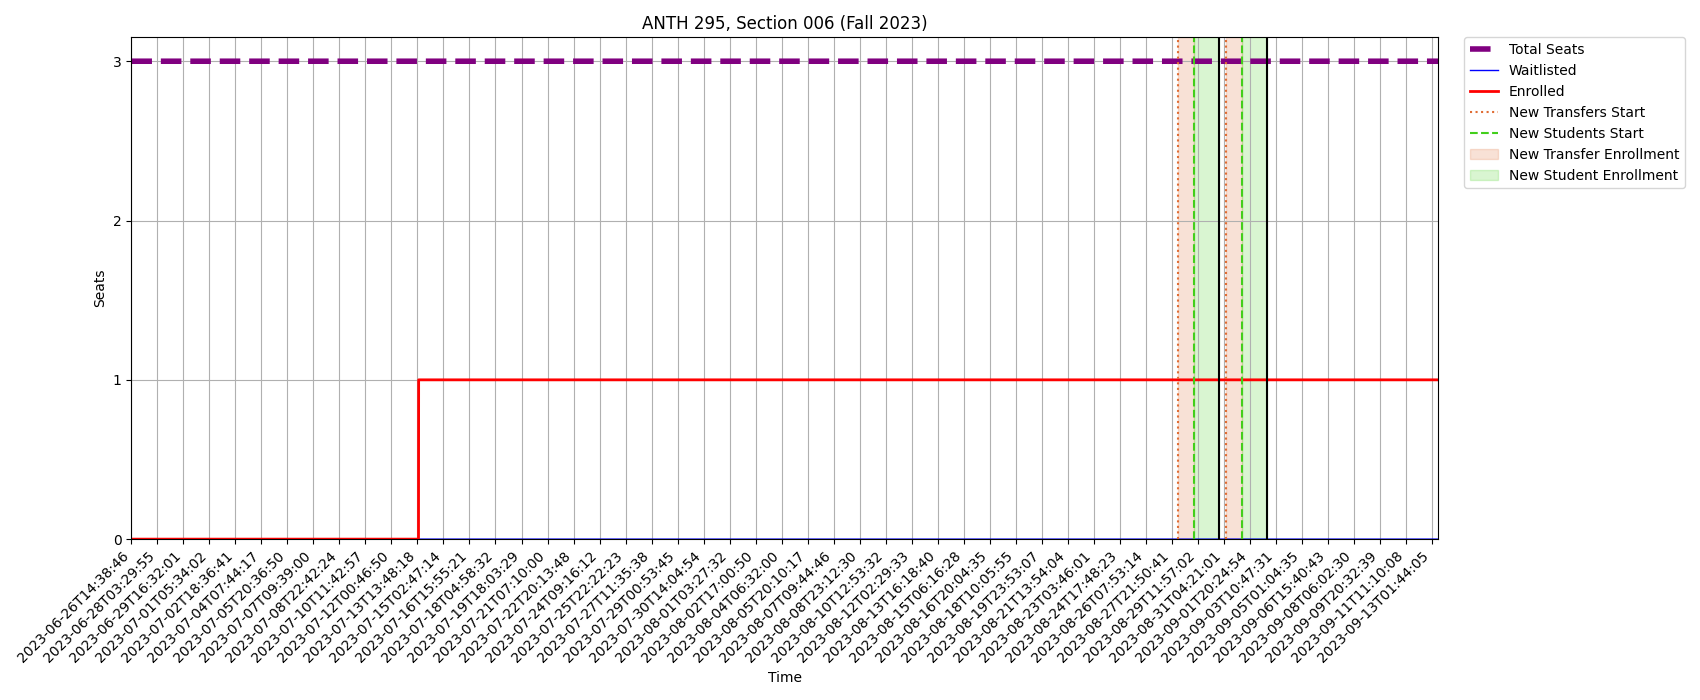 ANTH 295, Section 006 (Fall 2023)
3
2
1
0
Seats
2023-06-26T14:38:46
2023-06-28T03:29:55
2023-06-29T16:32:01
2023-07-01T05:34:02
2023-07-02T18:36:41
2023-07-04T07:44:17
2023-07-05T20:36:50
2023-07-07T09:39:00
2023-07-08T22:42:24
2023-07-10T11:42:57
2023-07-12T00:46:50
2023-07-13T13:48:18
2023-07-15T02:47:14
2023-07-16T15:55:21
2023-07-18T04:58:32
2023-07-19T18:03:29
2023-07-21T07:10:00
2023-07-22T20:13:48
2023-07-24T09:16:12
2023-07-25T22:22:23
2023-07-27T11:35:38
2023-07-29T00:53:45
2023-07-30T14:04:54
2023-08-01T03:27:32
2023-08-02T17:00:50
2023-08-04T06:32:00
2023-08-05T20:10:17
2023-08-07T09:44:46
2023-08-08T23:12:30
2023-08-10T12:53:32
2023-08-12T02:29:33
2023-08-13T16:18:40
2023-08-15T06:16:28
2023-08-16T20:04:35
2023-08-18T10:05:55
2023-08-19T23:53:07
2023-08-21T13:54:04
2023-08-23T03:46:01
2023-08-24T17:48:23
2023-08-26T07:53:14
2023-08-27T21:50:41
2023-08-29T11:57:02
2023-08-31T04:21:01
2023-09-01T20:24:54
2023-09-03T10:47:31
2023-09-05T01:04:35
2023-09-06T15:40:43
2023-09-08T06:02:30
2023-09-09T20:32:39
2023-09-11T11:10:08
2023-09-13T01:44:05
Time
Total Seats
Waitlisted
Enrolled
New Transfers Start
New Students Start
New Transfer Enrollment
New Student Enrollment